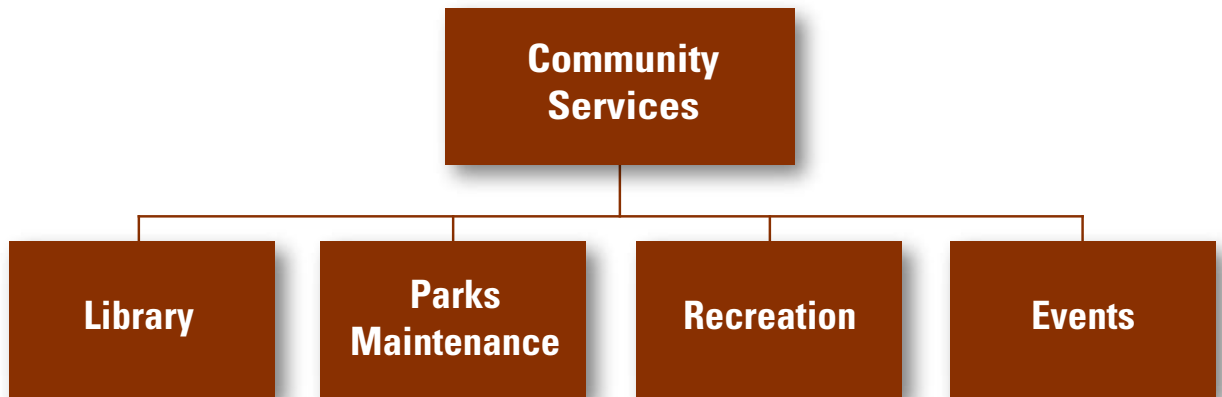 Community
Services
Library
Parks
Maintenance
Recreation
Events